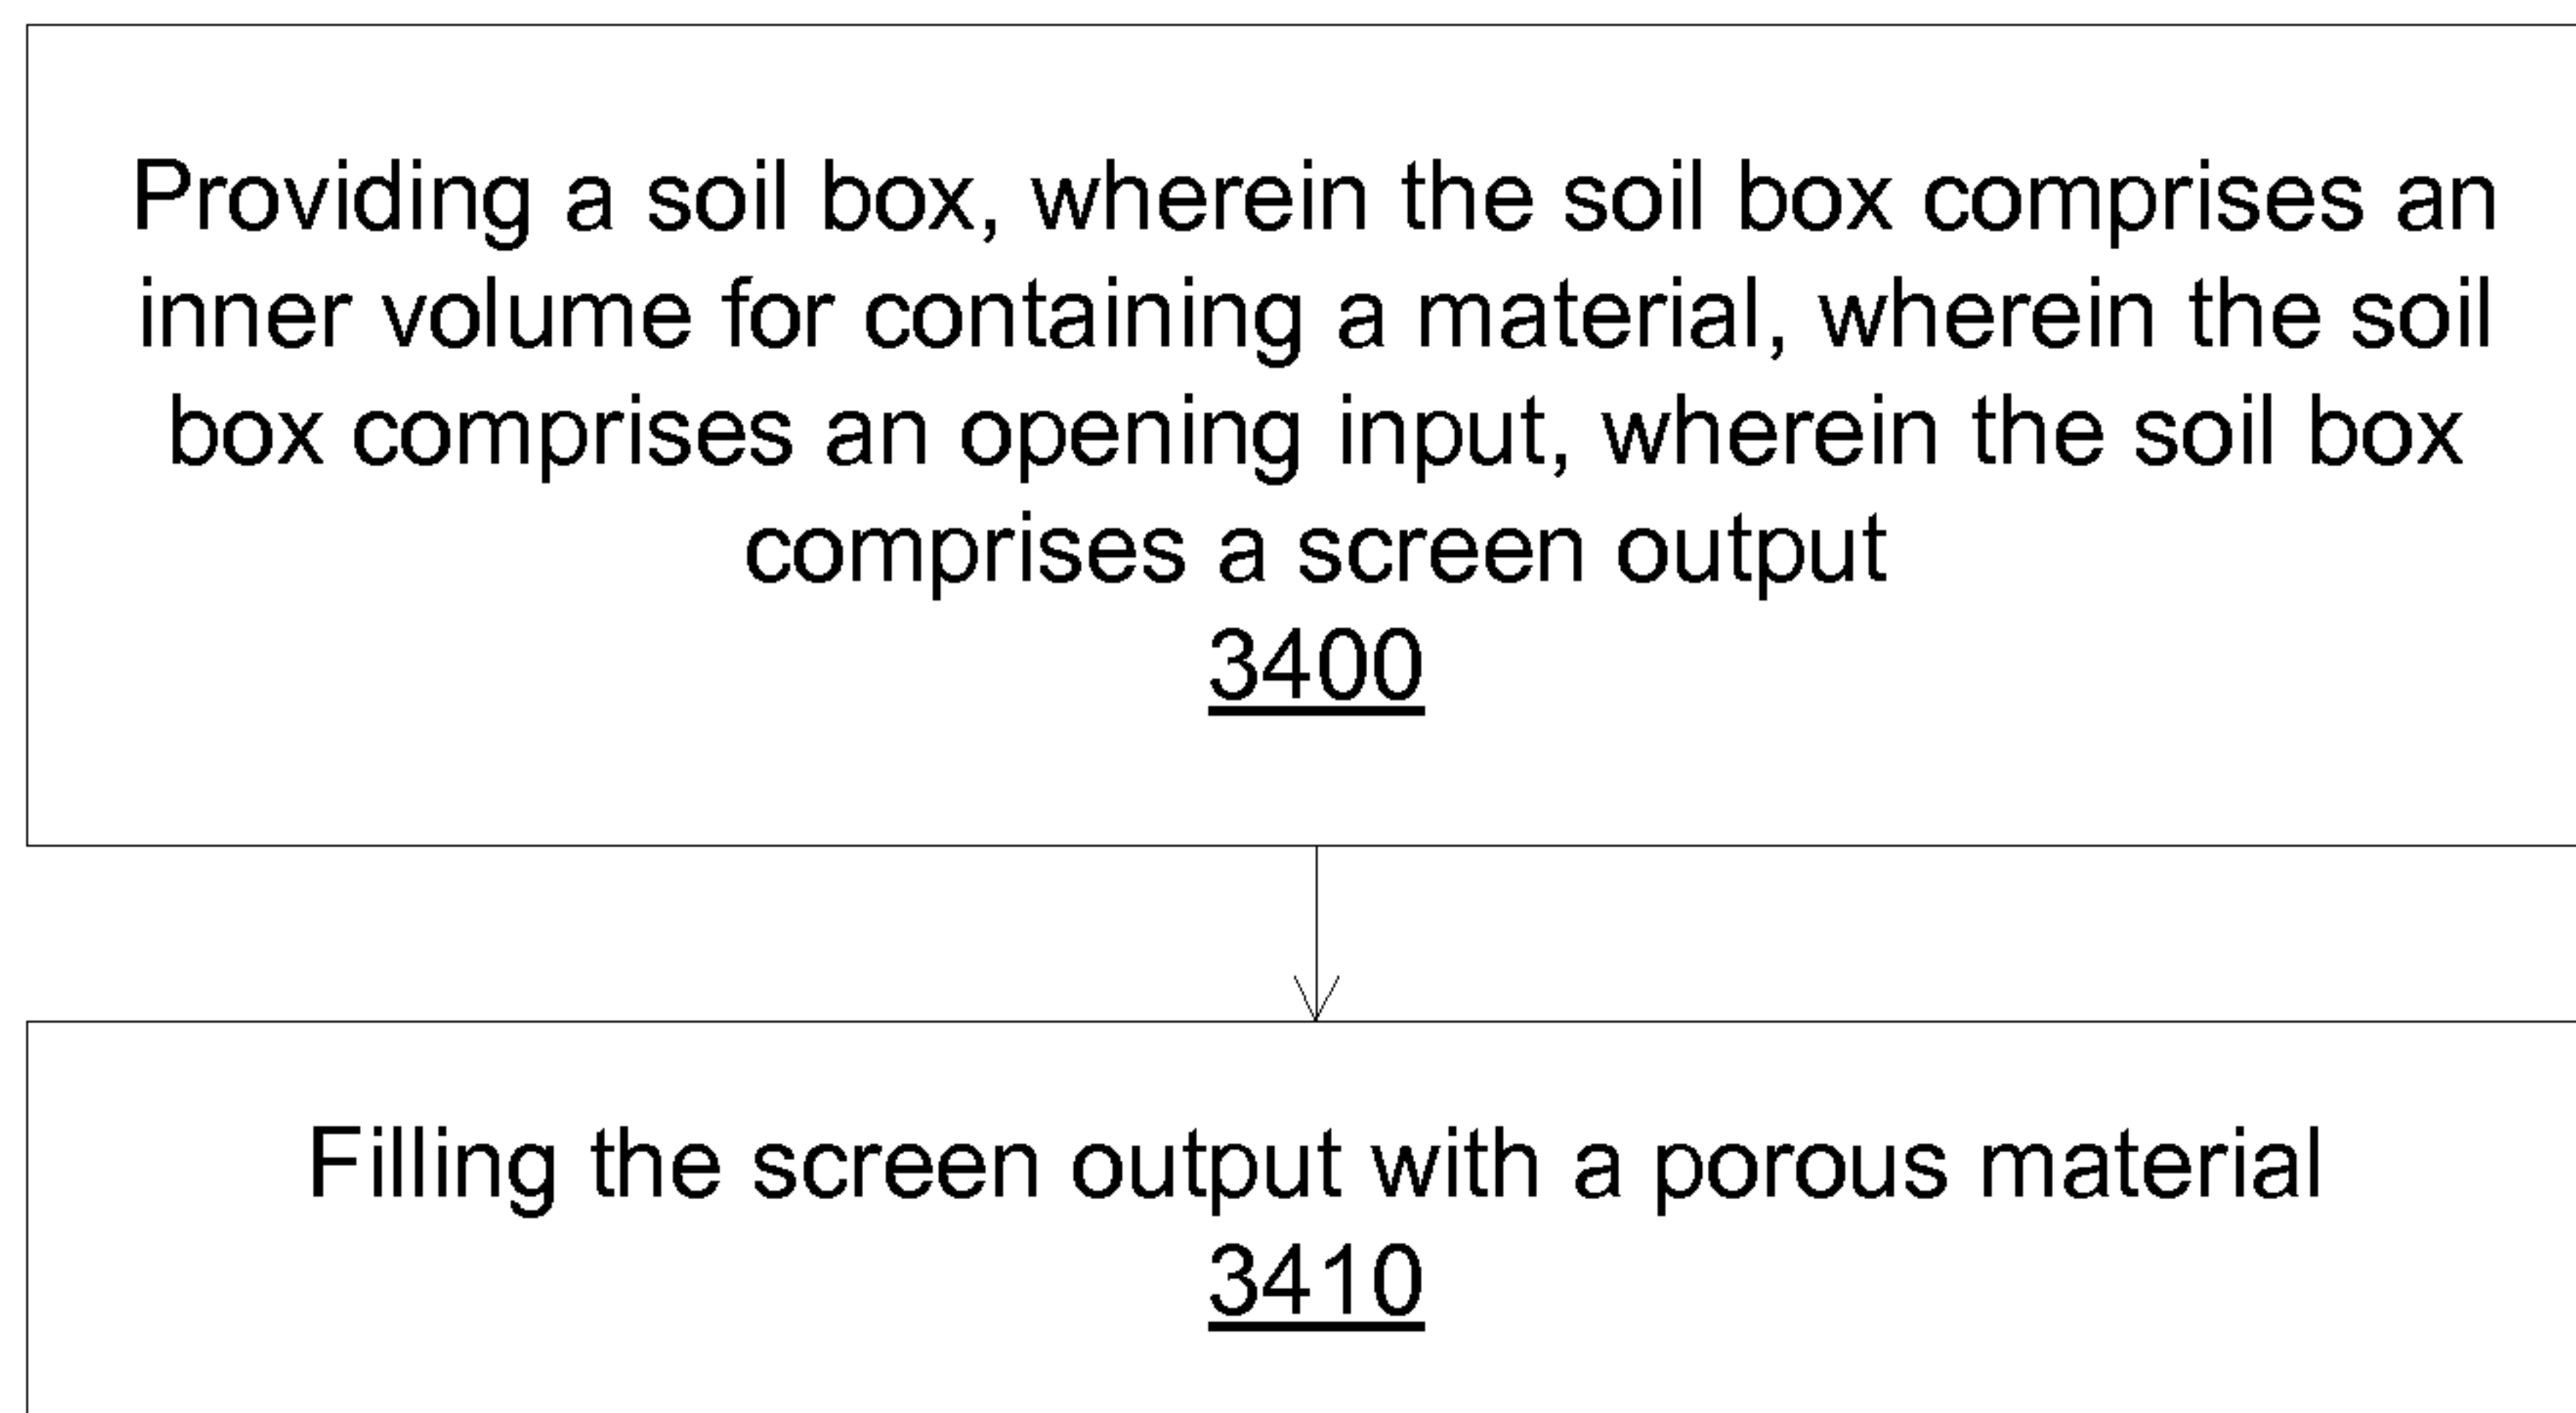 Providing a soil box, wherein the soil box comprises an
inner volume for containing a material, wherein the soil
box comprises an opening input, wherein the soil box
comprises a screen output
3400
Filling the screen output with a porous material
3410